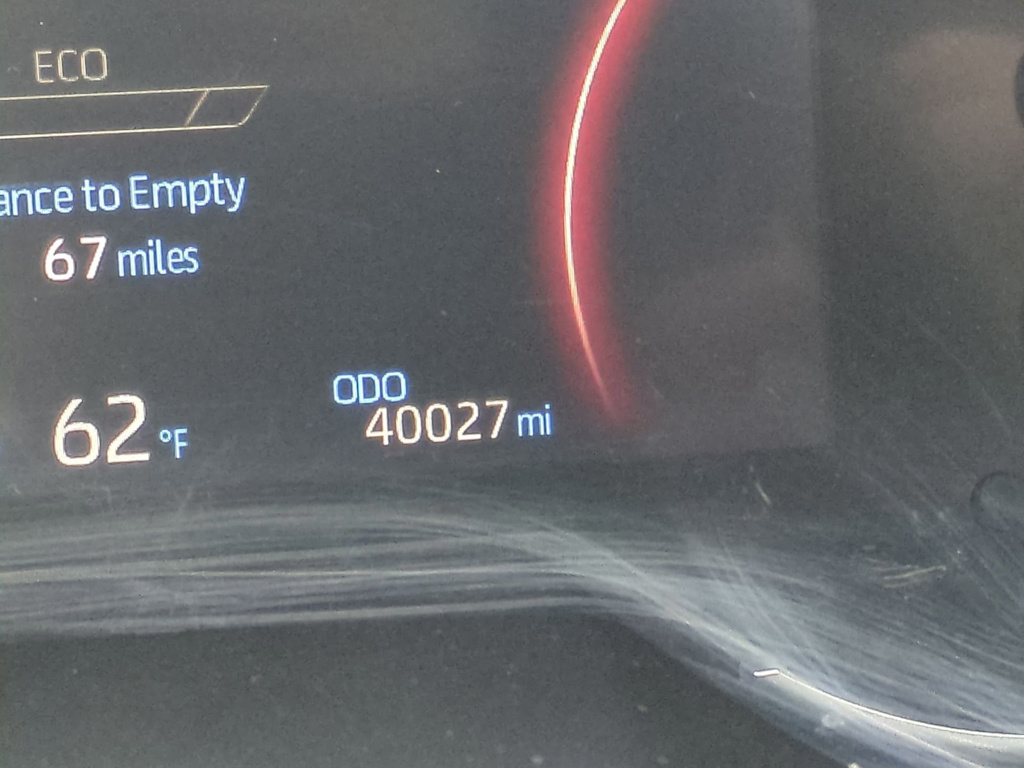 ECO
ance to Empty
67 miles
62 °F
ODO
40027 mi